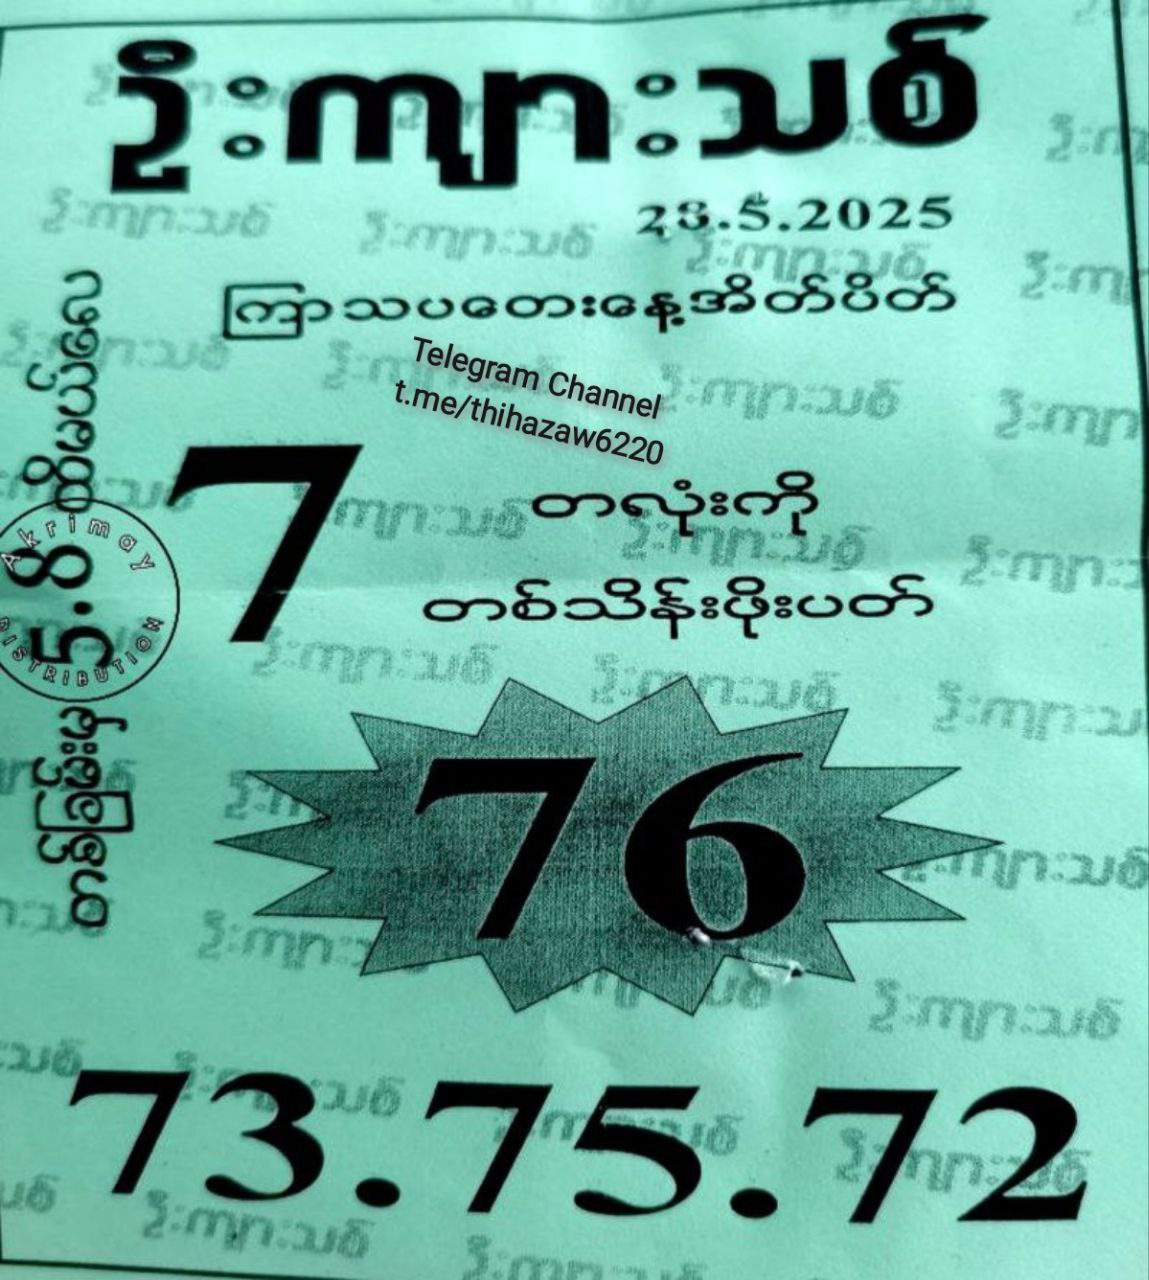 ဦးကျားသစ်
23.5.2025
ကြာသပတေးနေ့အိတ်ပိတ်
Telegram Channel
t.me/thihazaw6220
7
တလုံးကို
တစ်သိန်းဖိုးပတ်
တစ်ခြမ်းမှ 5.8 ထိမယ်လေ
Akrimay
DISTRIBUTION
76
73.75.72